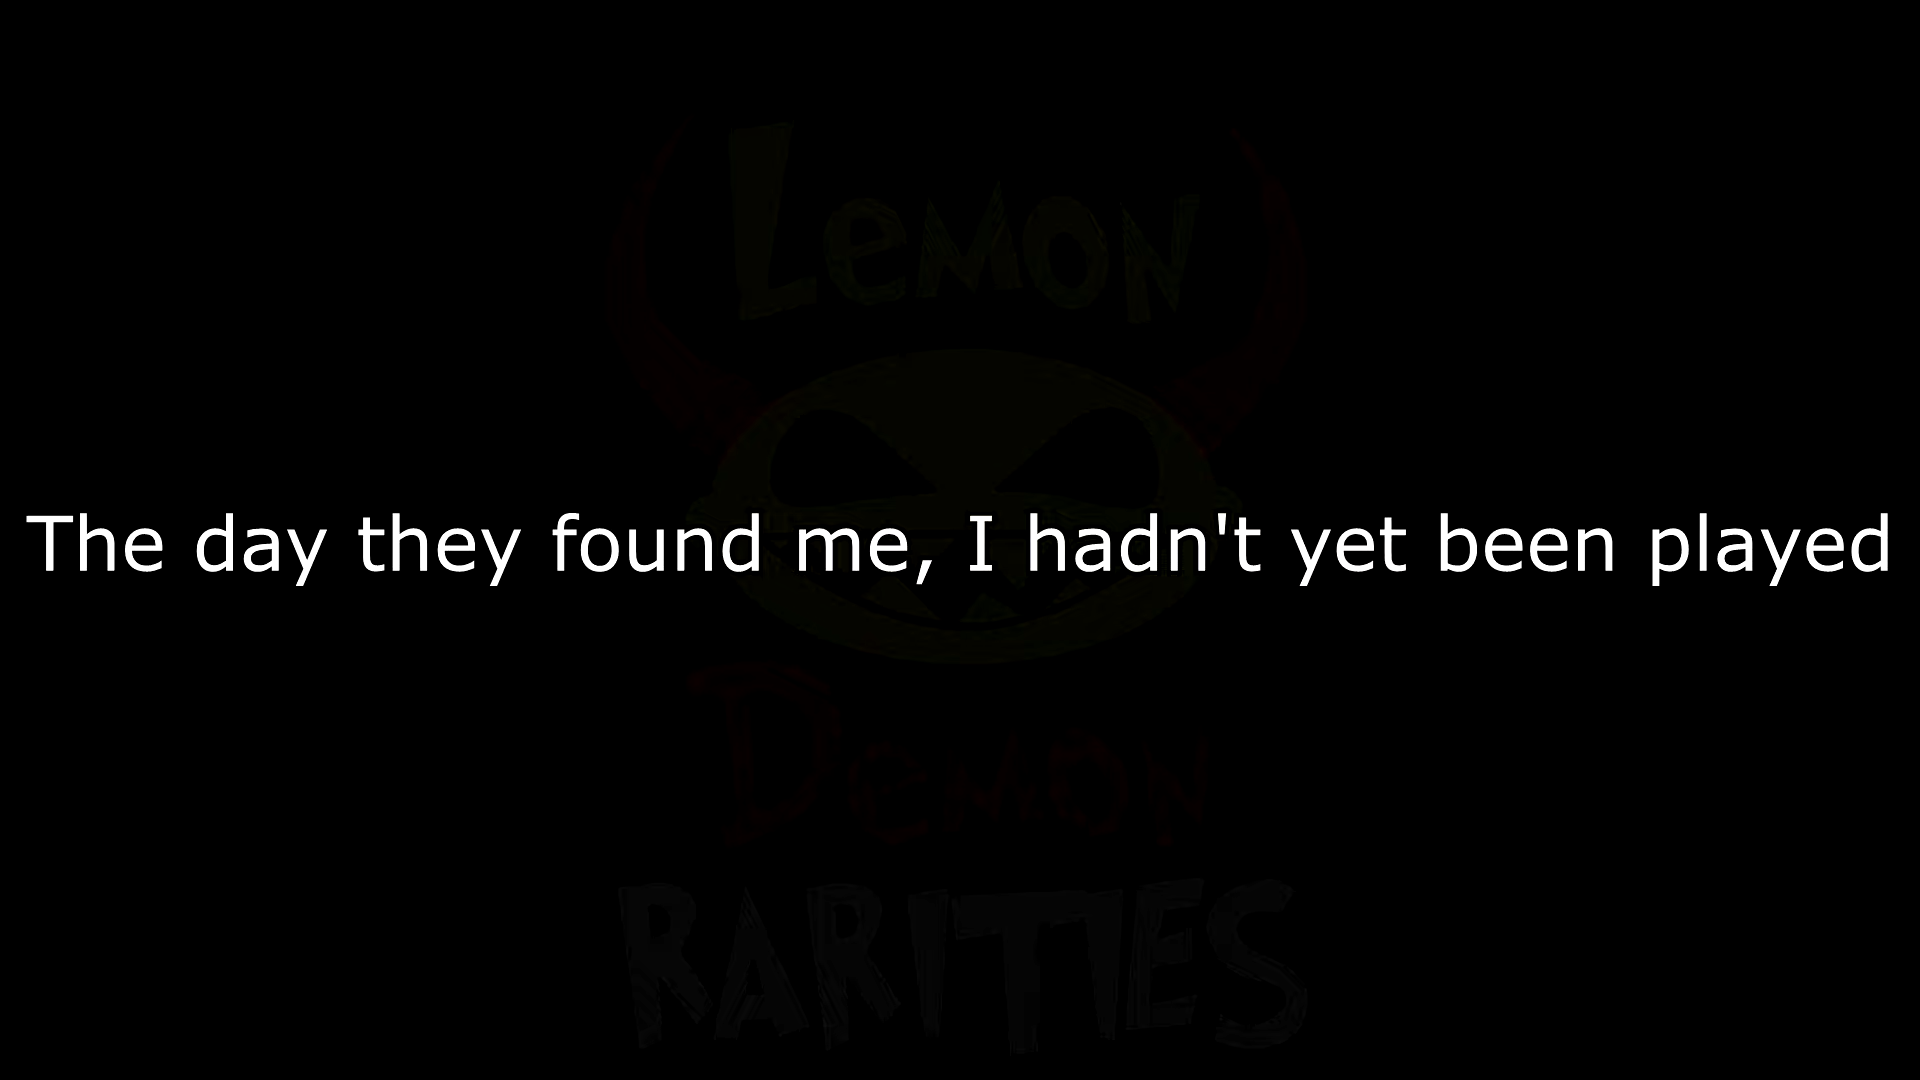 LEMON
The day they found me, I hadn't yet been played
DEMON
RARITIES